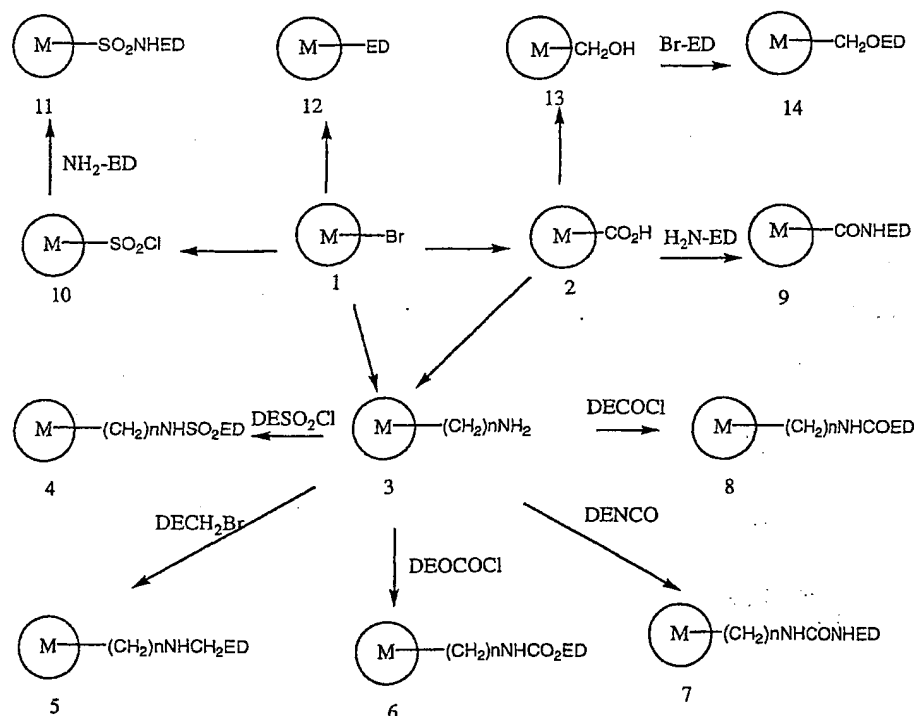 M SO₂NHED
M ED
M CH₂OH
Br-ED
M CH₂OED
11
12
13
14
NH₂-ED
M SO₂Cl
M Br
M CO₂H
H₂N-ED
M CONHED
10
1
2
9
M (CH₂)nNHSO₂ED
DESO₂Cl
M (CH₂)nNH₂
DECOCl
M (CH₂)nNHCOED
4
3
8
DECH₂Br
DEOCOCl
DENCO
M (CH₂)nNHCH₂ED
M (CH₂)nNHCO₂ED
M (CH₂)nNHCONHED
5
6
7